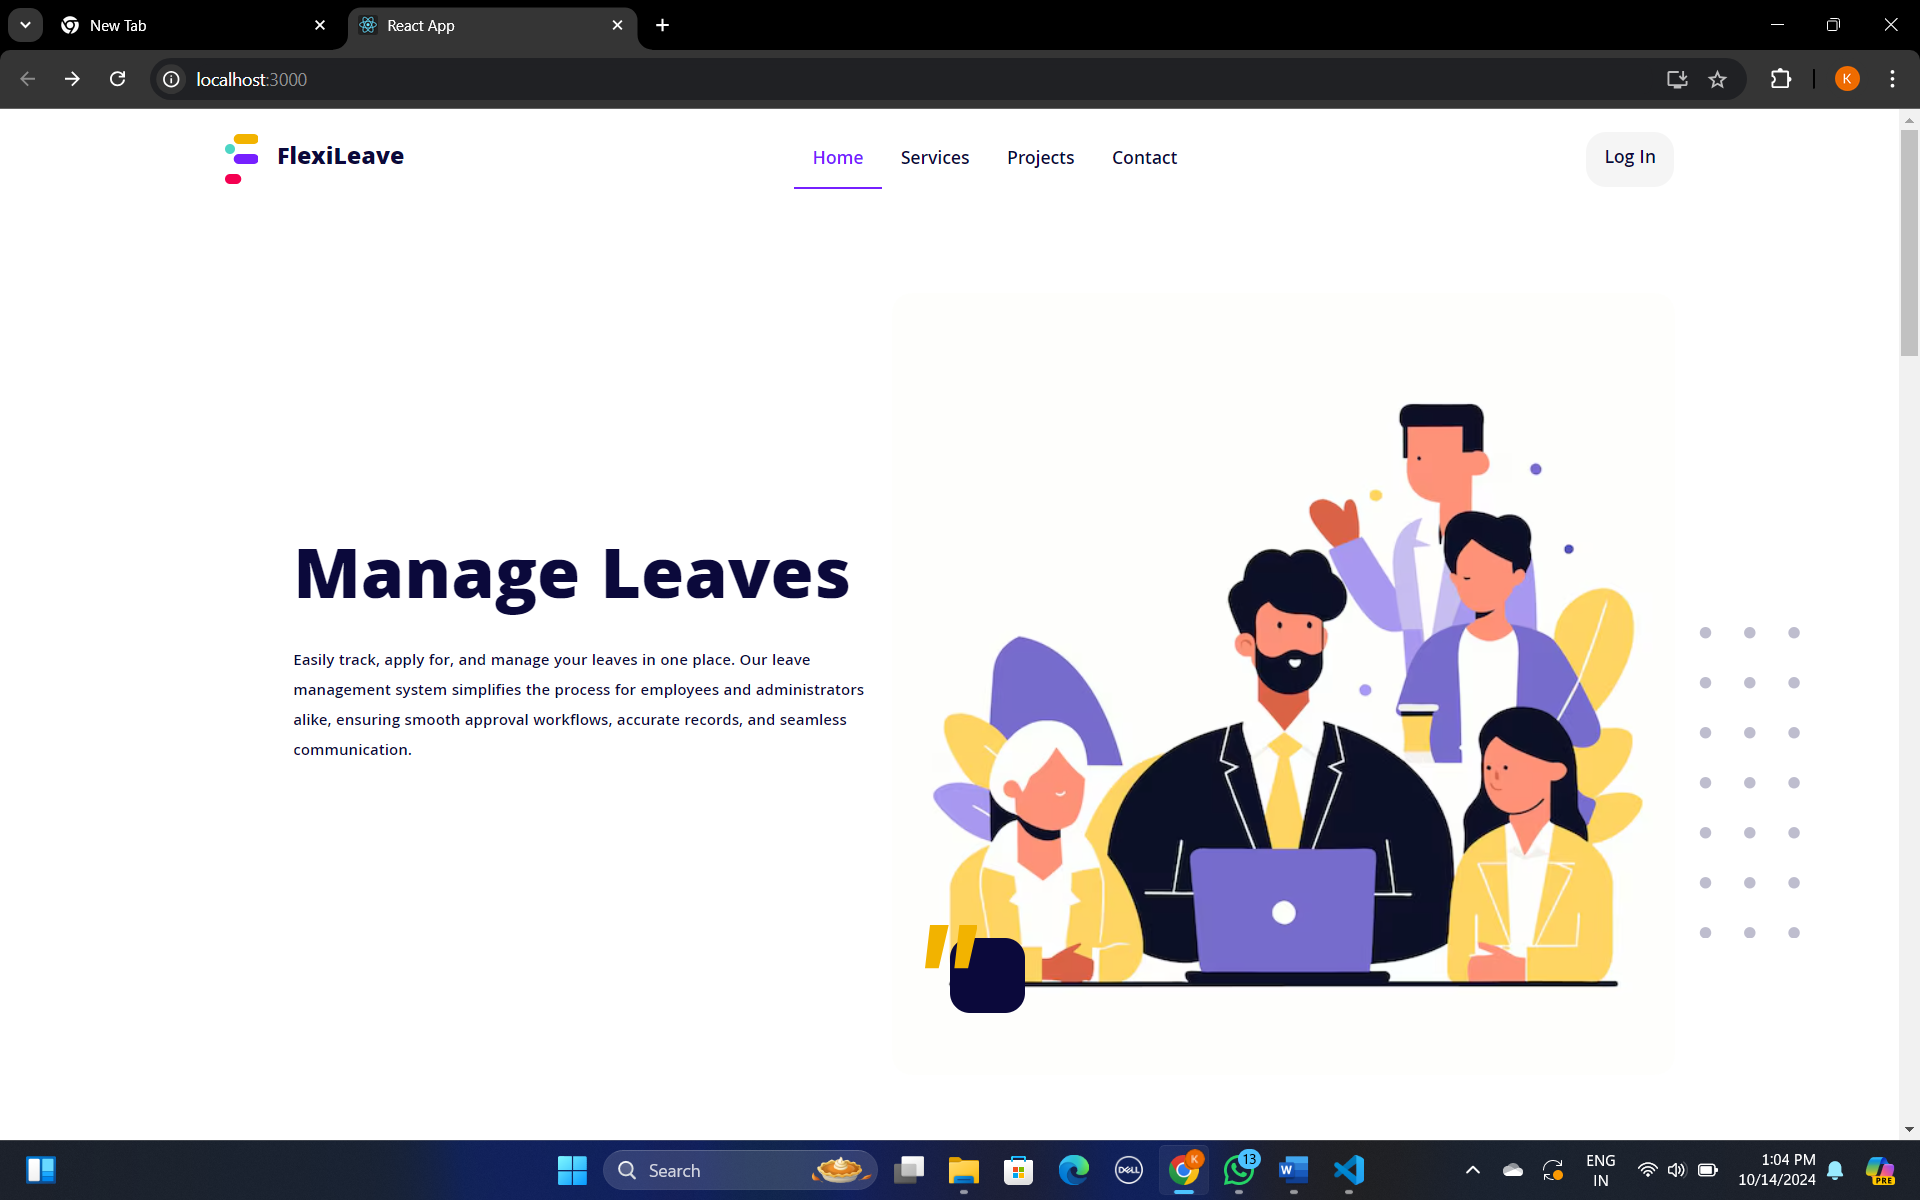 New Tab
React App
localhost:3000
K
FlexiLeave
Home
Services
Projects
Contact
Log In
Manage Leaves
Easily track, apply for, and manage your leaves in one place. Our leave
management system simplifies the process for employees and administrators
alike, ensuring smooth approval workflows, accurate records, and seamless
communication.
"
Search
DELL
K
13
W
ENG
IN
1:04 PM
10/14/2024
PRE